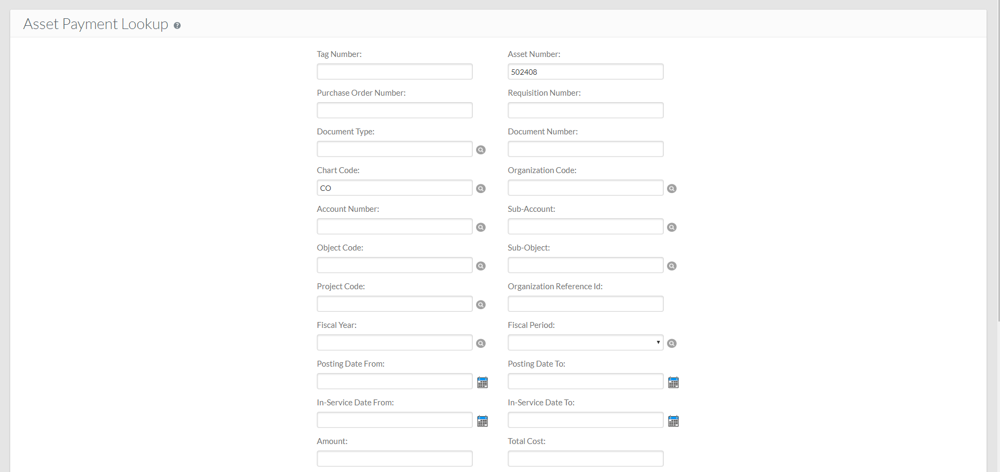 Asset Payment Lookup ?
Tag Number: Asset Number:
502408
Purchase Order Number: Requisition Number:
Document Type: Document Number:
Chart Code: Organization Code:
CO
Account Number: Sub-Account:
Object Code: Sub-Object:
Project Code: Organization Reference Id:
Fiscal Year: Fiscal Period:
Posting Date From: Posting Date To:
In-Service Date From: In-Service Date To:
Amount: Total Cost: